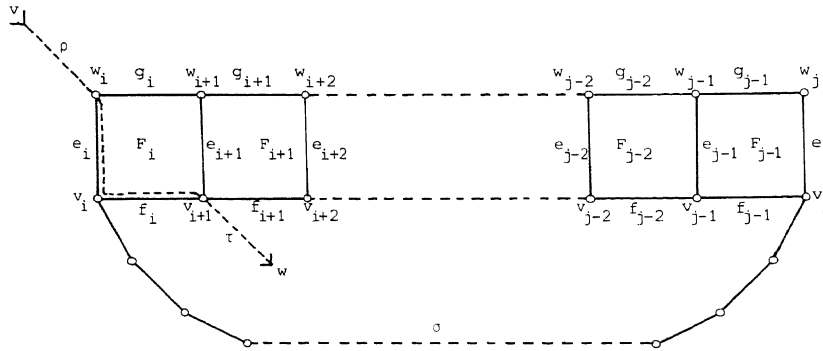 v
ρ
w_i g_i w_{i+1} g_{i+1} w_{i+2} w_{j-2} g_{j-2} w_{j-1} g_{j-1} w_j
e_i F_i e_{i+1} F_{i+1} e_{i+2} e_{j-2} F_{j-2} e_{j-1} F_{j-1} e
v_i f_i v_{i+1} f_{i+1} v_{i+2} v_{j-2} f_{j-2} v_{j-1} f_{j-1} v
τ
w
σ